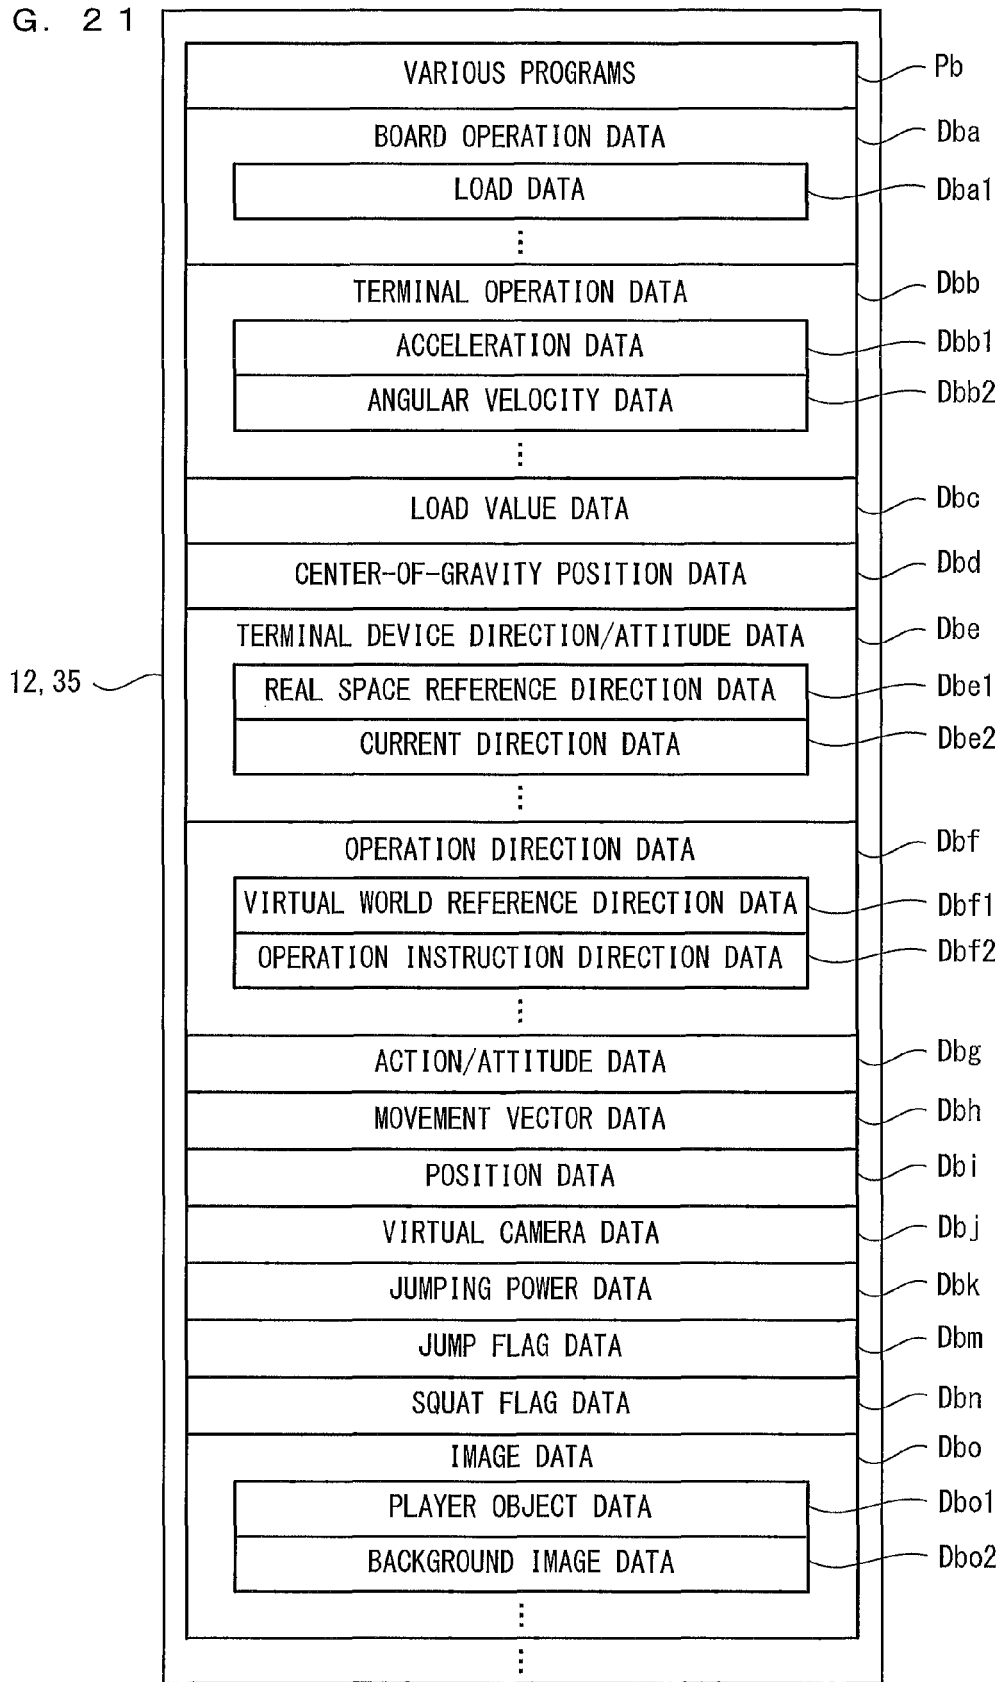 G. 21
VARIOUS PROGRAMS Pb
BOARD OPERATION DATA Dba
LOAD DATA Dba1
TERMINAL OPERATION DATA Dbb
ACCELERATION DATA Dbb1
ANGULAR VELOCITY DATA Dbb2
LOAD VALUE DATA Dbc
CENTER-OF-GRAVITY POSITION DATA Dbd
TERMINAL DEVICE DIRECTION/ATTITUDE DATA Dbe
12, 35
REAL SPACE REFERENCE DIRECTION DATA Dbe1
CURRENT DIRECTION DATA Dbe2
OPERATION DIRECTION DATA Dbf
VIRTUAL WORLD REFERENCE DIRECTION DATA Dbf1
OPERATION INSTRUCTION DIRECTION DATA Dbf2
ACTION/ATTITUDE DATA Dbg
MOVEMENT VECTOR DATA Dbh
POSITION DATA Dbi
VIRTUAL CAMERA DATA Dbj
JUMPING POWER DATA Dbk
JUMP FLAG DATA Dbm
SQUAT FLAG DATA Dbn
IMAGE DATA Dbo
PLAYER OBJECT DATA Dbo1
BACKGROUND IMAGE DATA Dbo2